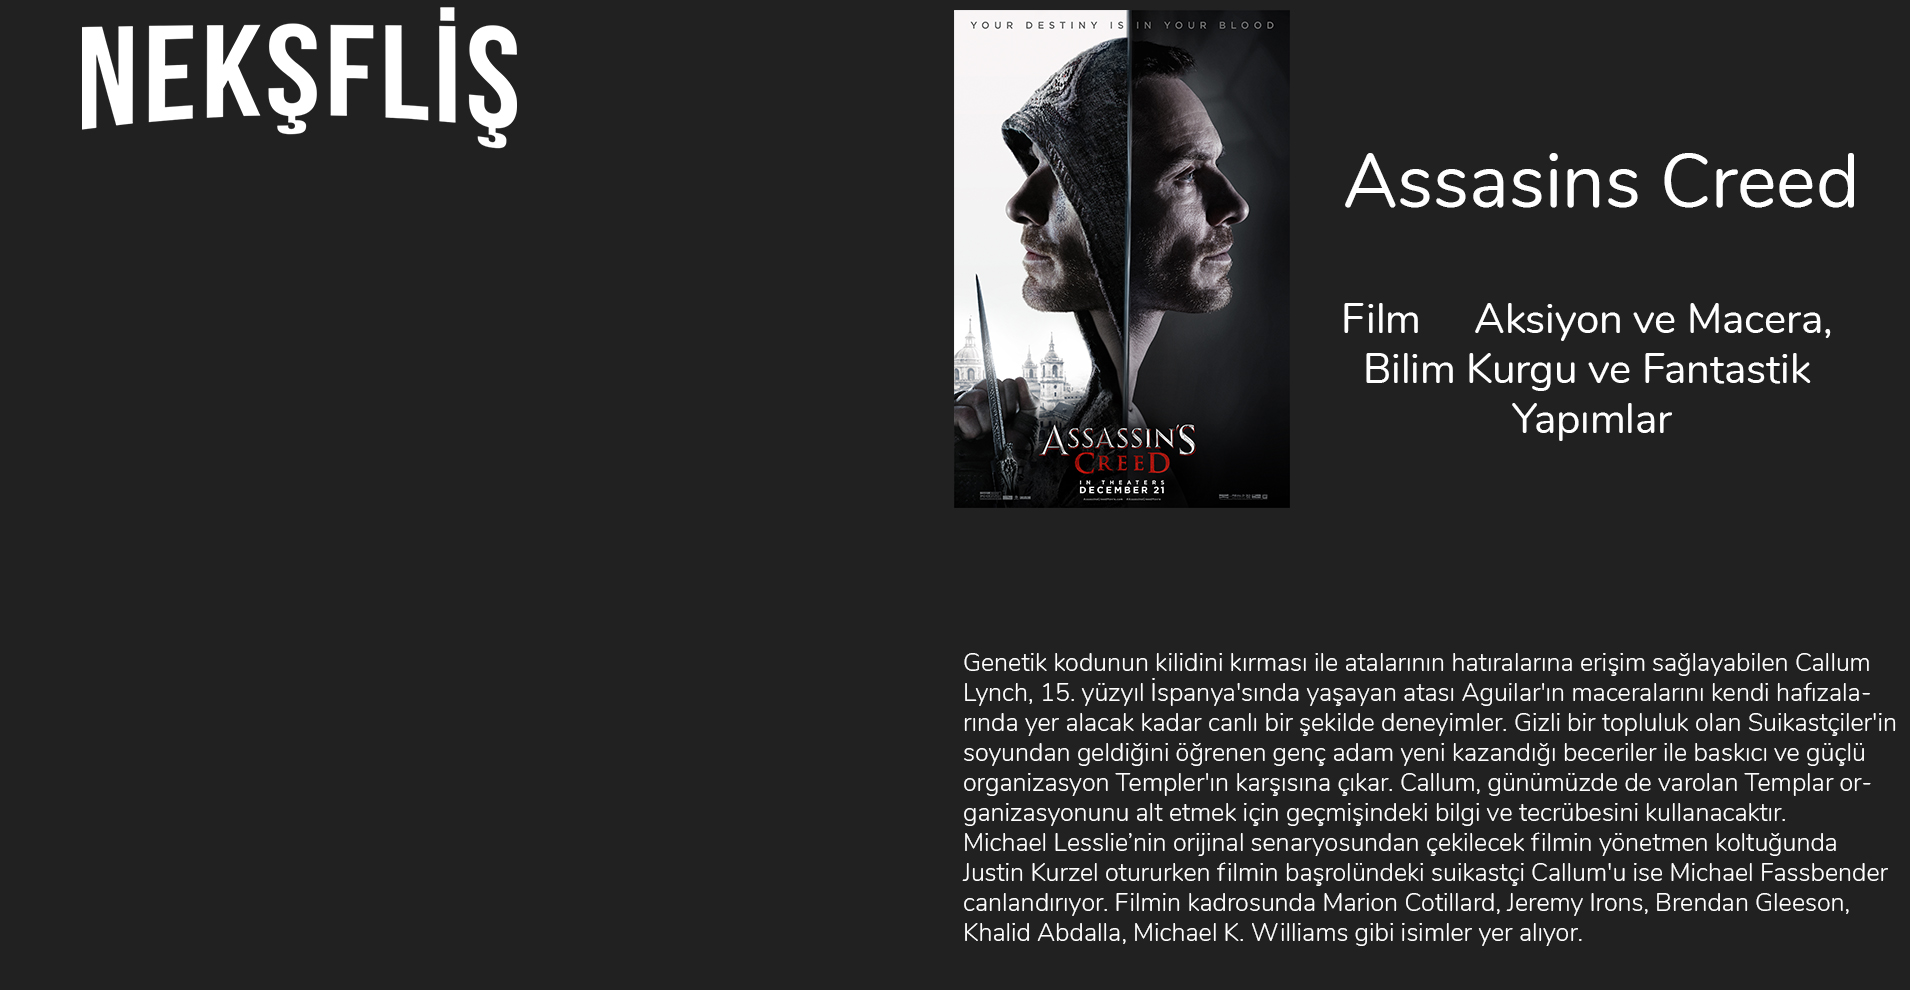 NEKŞFLİŞ
YOUR DESTINY IS IN YOUR BLOOD
ASSASSIN'S
CREED
IN THEATERS
DECEMBER 21
Assasins Creed
Film Aksiyon ve Macera,
Bilim Kurgu ve Fantastik
Yapımlar
Genetik kodunun kilidini kırması ile atalarının hatıralarına erişim sağlayabilen Callum
Lynch, 15. yüzyıl İspanya'sında yaşayan atası Aguilar'ın maceralarını kendi hafızala-
rında yer alacak kadar canlı bir şekilde deneyimler. Gizli bir topluluk olan Suikastçiler'in
soyundan geldiğini öğrenen genç adam yeni kazandığı beceriler ile baskıcı ve güçlü
organizasyon Templer'ın karşısına çıkar. Callum, günümüzde de varolan Templar or-
ganizasyonunu alt etmek için geçmişindeki bilgi ve tecrübesini kullanacaktır.
Michael Lesslie’nin orijinal senaryosundan çekilecek filmin yönetmen koltuğunda
Justin Kurzel otururken filmin başrolündeki suikastçi Callum'u ise Michael Fassbender
canlandırıyor. Filmin kadrosunda Marion Cotillard, Jeremy Irons, Brendan Gleeson,
Khalid Abdalla, Michael K. Williams gibi isimler yer alıyor.